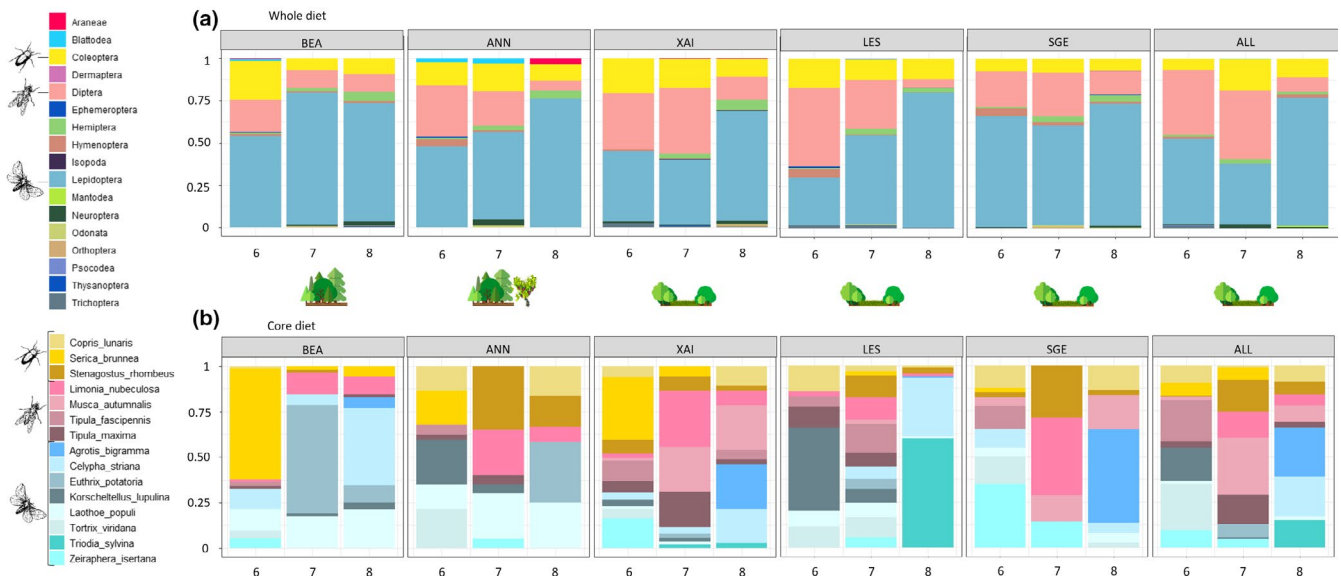 (a) Whole diet
Araneae
Blattodea
Coleoptera
Dermaptera
Diptera
Ephemeroptera
Hemiptera
Hymenoptera
Isopoda
Lepidoptera
Mantodea
Neuroptera
Odonata
Orthoptera
Psocodea
Thysanoptera
Trichoptera
BEA ANN XAI LES SGE ALL
1
0.75
0.50
0.25
0
6 7 8 6 7 8 6 7 8 6 7 8 6 7 8 6 7 8
(b) Core diet
Copris_lunaris
Serica_brunnea
Stenagostus_rhombeus
Limonia_nubeculosa
Musca_autumnalis
Tipula_fascipennis
Tipula_maxima
Agrotis_bigramma
Celypha_striana
Euthrix_potatoria
Korscheltellus_lupulina
Laothoe_populi
Tortrix_viridana
Triodia_sylvina
Zeiraphera_isertana
BEA ANN XAI LES SGE ALL
1
0.75
0.50
0.25
0
6 7 8 6 7 8 6 7 8 6 7 8 6 7 8 6 7 8